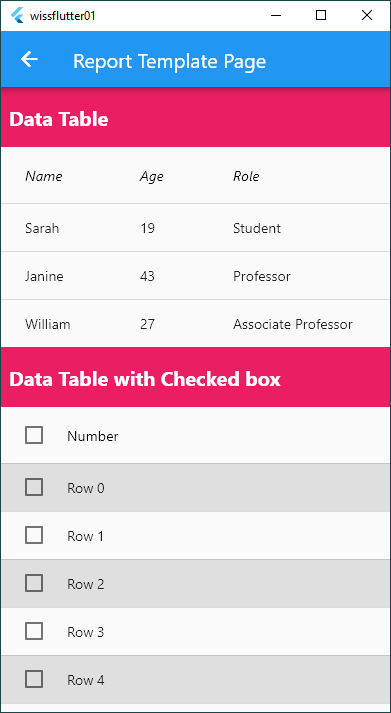 wissflutter01
Report Template Page
Data Table
Name Age Role
Sarah 19 Student
Janine 43 Professor
William 27 Associate Professor
Data Table with Checked box
Number
Row 0
Row 1
Row 2
Row 3
Row 4